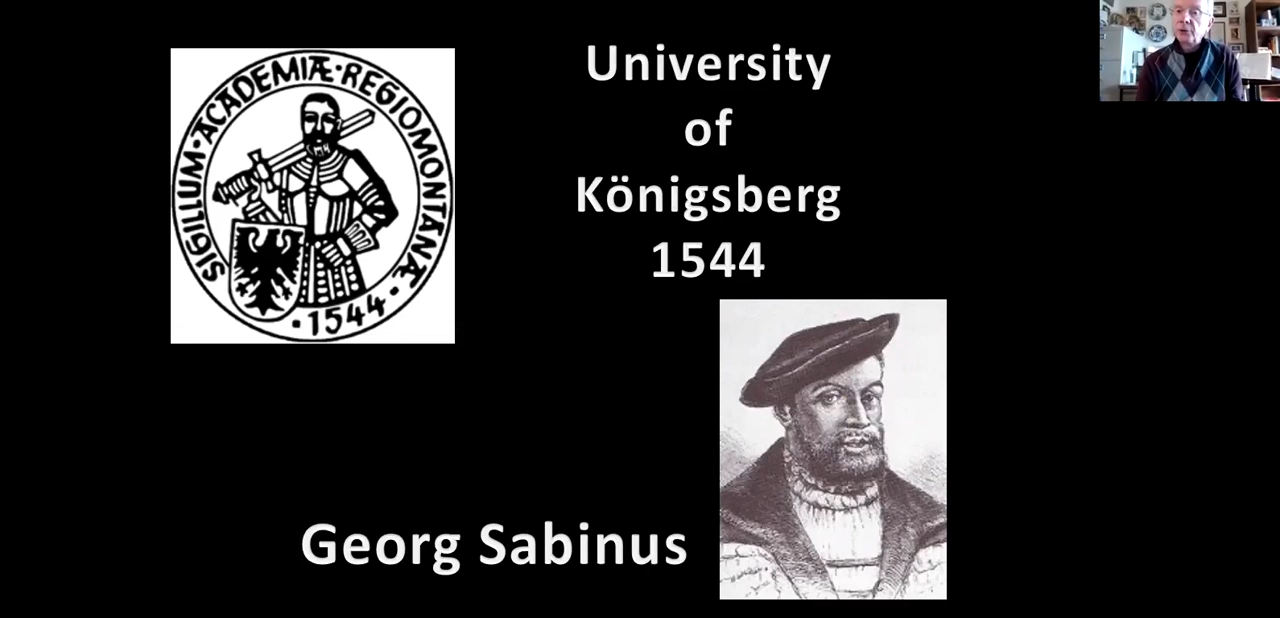 SIGILLUM·ACADEMIÆ·REGIOMONTANÆ·
·1544·
University
of
Königsberg
1544
Georg Sabinus